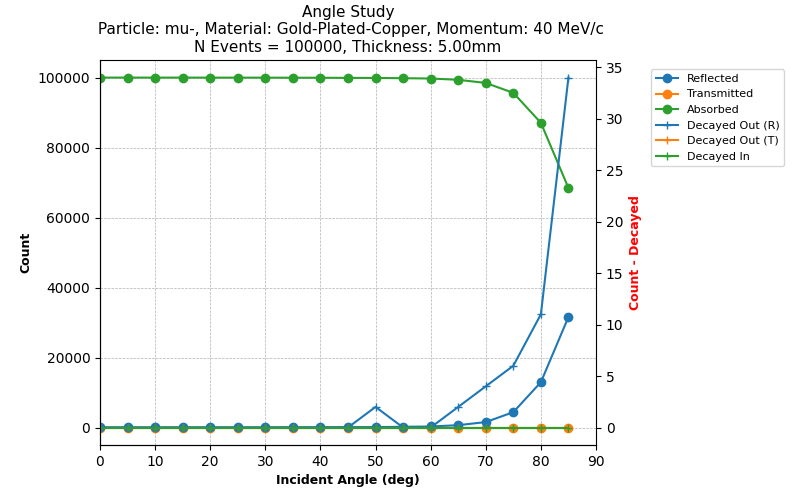 Angle Study
Particle: mu-, Material: Gold-Plated-Copper, Momentum: 40 MeV/c
N Events = 100000, Thickness: 5.00mm
Count
100000
80000
60000
40000
20000
0
0 10 20 30 40 50 60 70 80 90
Incident Angle (deg)
35
30
25
20
15
10
5
0
Count - Decayed
Reflected
Transmitted
Absorbed
Decayed Out (R)
Decayed Out (T)
Decayed In